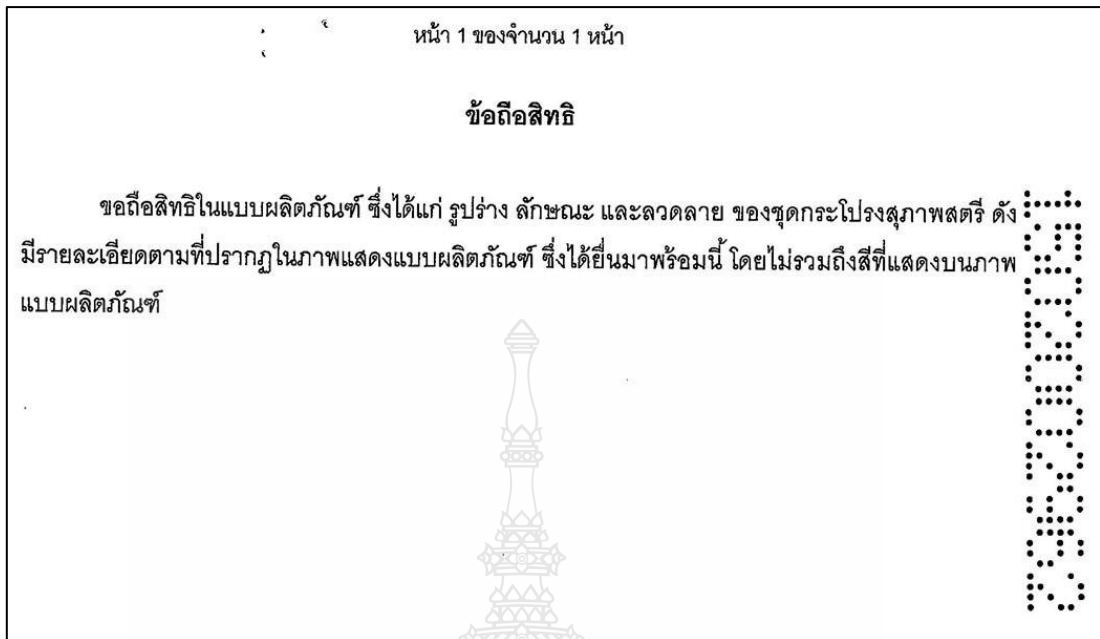 หน้า 1 ของจำนวน 1 หน้า
ข้อถือสิทธิ
ขอถือสิทธิในแบบผลิตภัณฑ์ ซึ่งได้แก่ รูปร่าง ลักษณะ และลวดลาย ของชุดกระโปรงสุภาพสตรี ดัง
มีรายละเอียดตามที่ปรากฏในภาพแสดงแบบผลิตภัณฑ์ ซึ่งได้ยื่นมาพร้อมนี้ โดยไม่รวมถึงสีที่แสดงบนภาพ
แบบผลิตภัณฑ์